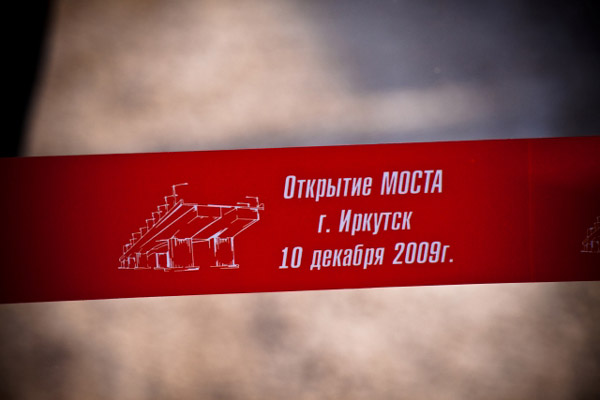 Открытие МОСТА
г. Иркутск
10 декабря 2009г.